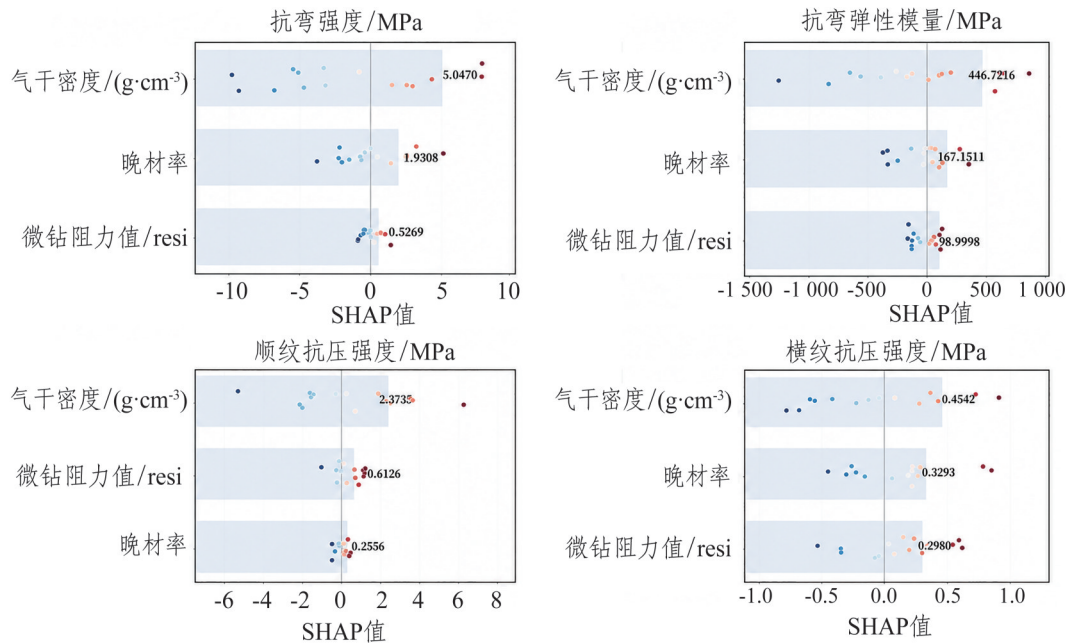 抗弯强度/MPa
气干密度/(g·cm⁻³)
5.0470
晚材率
1.9308
微钻阻力值/resi
0.5269
-10 -5 0 5 10
SHAP值
抗弯弹性模量/MPa
气干密度/(g·cm⁻³)
446.7216
晚材率
167.1511
微钻阻力值/resi
98.9998
-1 500 -1 000 -500 0 500 1 000
SHAP值
顺纹抗压强度/MPa
气干密度/(g·cm⁻³)
2.3735
微钻阻力值/resi
0.6126
晚材率
0.2556
-6 -4 -2 0 2 4 6 8
SHAP值
横纹抗压强度/MPa
气干密度/(g·cm⁻³)
0.4542
晚材率
0.3293
微钻阻力值/resi
0.2980
-1.0 -0.5 0.0 0.5 1.0
SHAP值